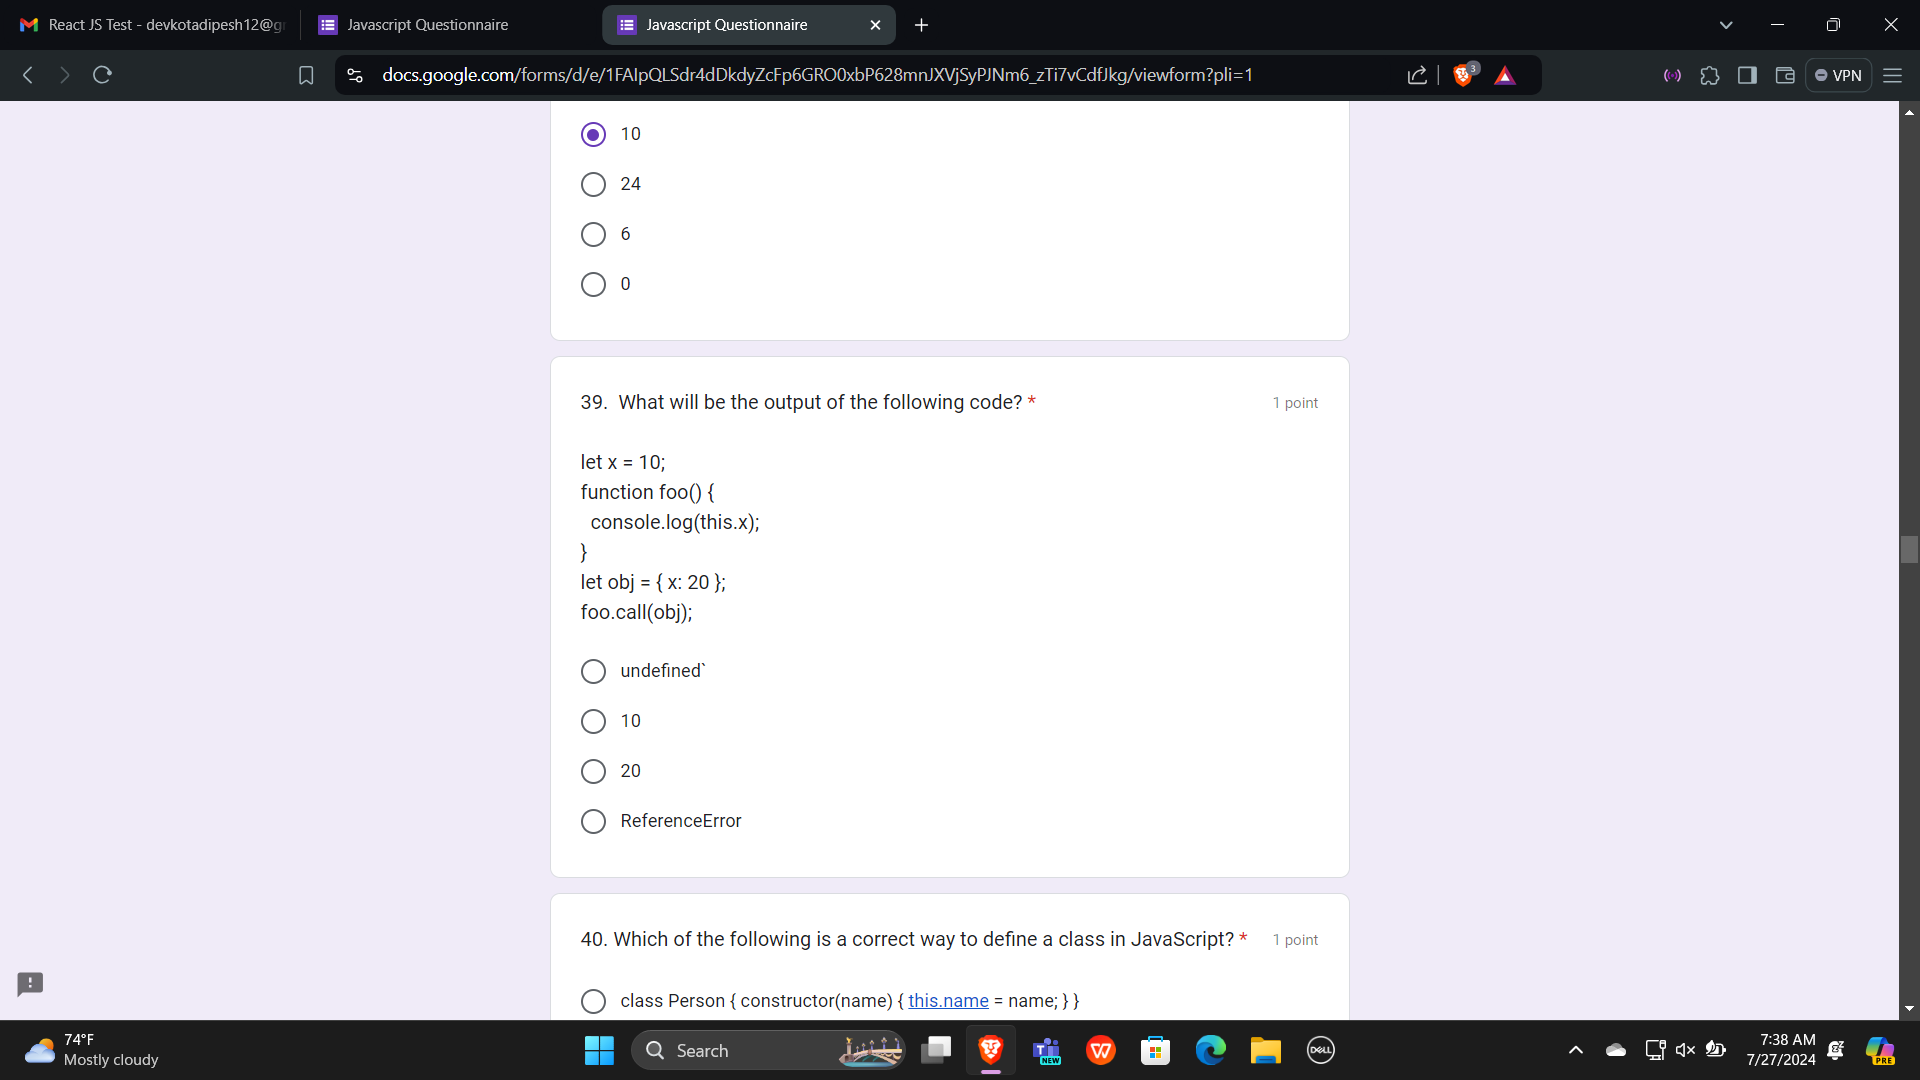 React JS Test - devkotadipesh12@g
Javascript Questionnaire
Javascript Questionnaire
docs.google.com/forms/d/e/1FAIpQLSdr4dDkdyZcFp6GRO0xbP628mnJXVjSyPJNm6_zTi7vCdfJkg/viewform?pli=1
3
VPN
10
24
6
0
39. What will be the output of the following code? *
1 point
let x = 10;
function foo() {
console.log(this.x);
}
let obj = { x: 20 };
foo.call(obj);
undefined`
10
20
ReferenceError
40. Which of the following is a correct way to define a class in JavaScript? *
1 point
class Person { constructor(name) { this.name = name; } }
74°F
Mostly cloudy
Search
NEW
DELL
7:38 AM
7/27/2024
PRE